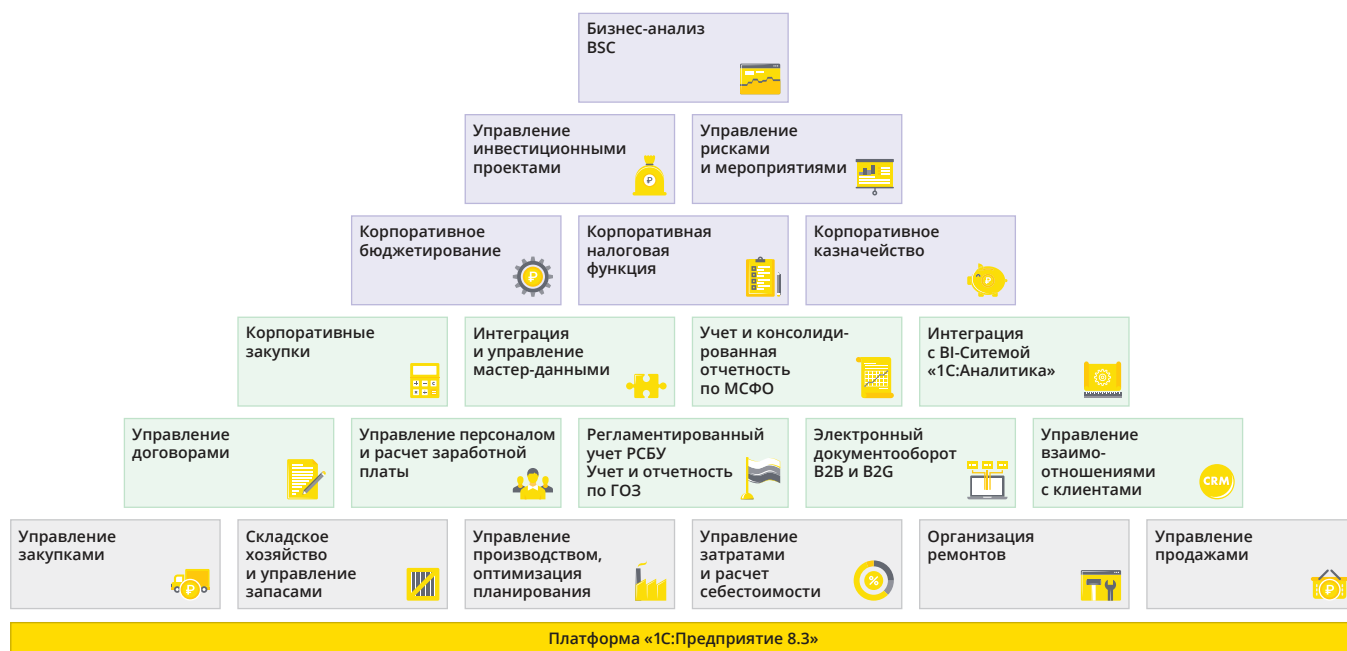 Бизнес-анализ
BSC
Управление
инвестиционными
проектами
Управление
рисками
и мероприятиями
Корпоративное
бюджетирование
Корпоративная
налоговая
функция
Корпоративное
казначейство
Корпоративные
закупки
Интеграция
и управление
мастер-данными
Учет и консолиди-
рованная
отчетность
по МСФО
Интеграция
с BI-Ситемой
«1С:Аналитика»
Управление
договорами
Управление персоналом
и расчет заработной
платы
Регламентированный
учет РСБУ
Учет и отчетность
по ГОЗ
Электронный
документооборот
B2B и B2G
Управление
взаимо-
отношениями
с клиентами
CRM
Управление
закупками
Складское
хозяйство
и управление
запасами
Управление
производством,
оптимизация
планирования
Управление
затратами
и расчет
себестоимости
%
Организация
ремонтов
Управление
продажами
Платформа «1С:Предприятие 8.3»